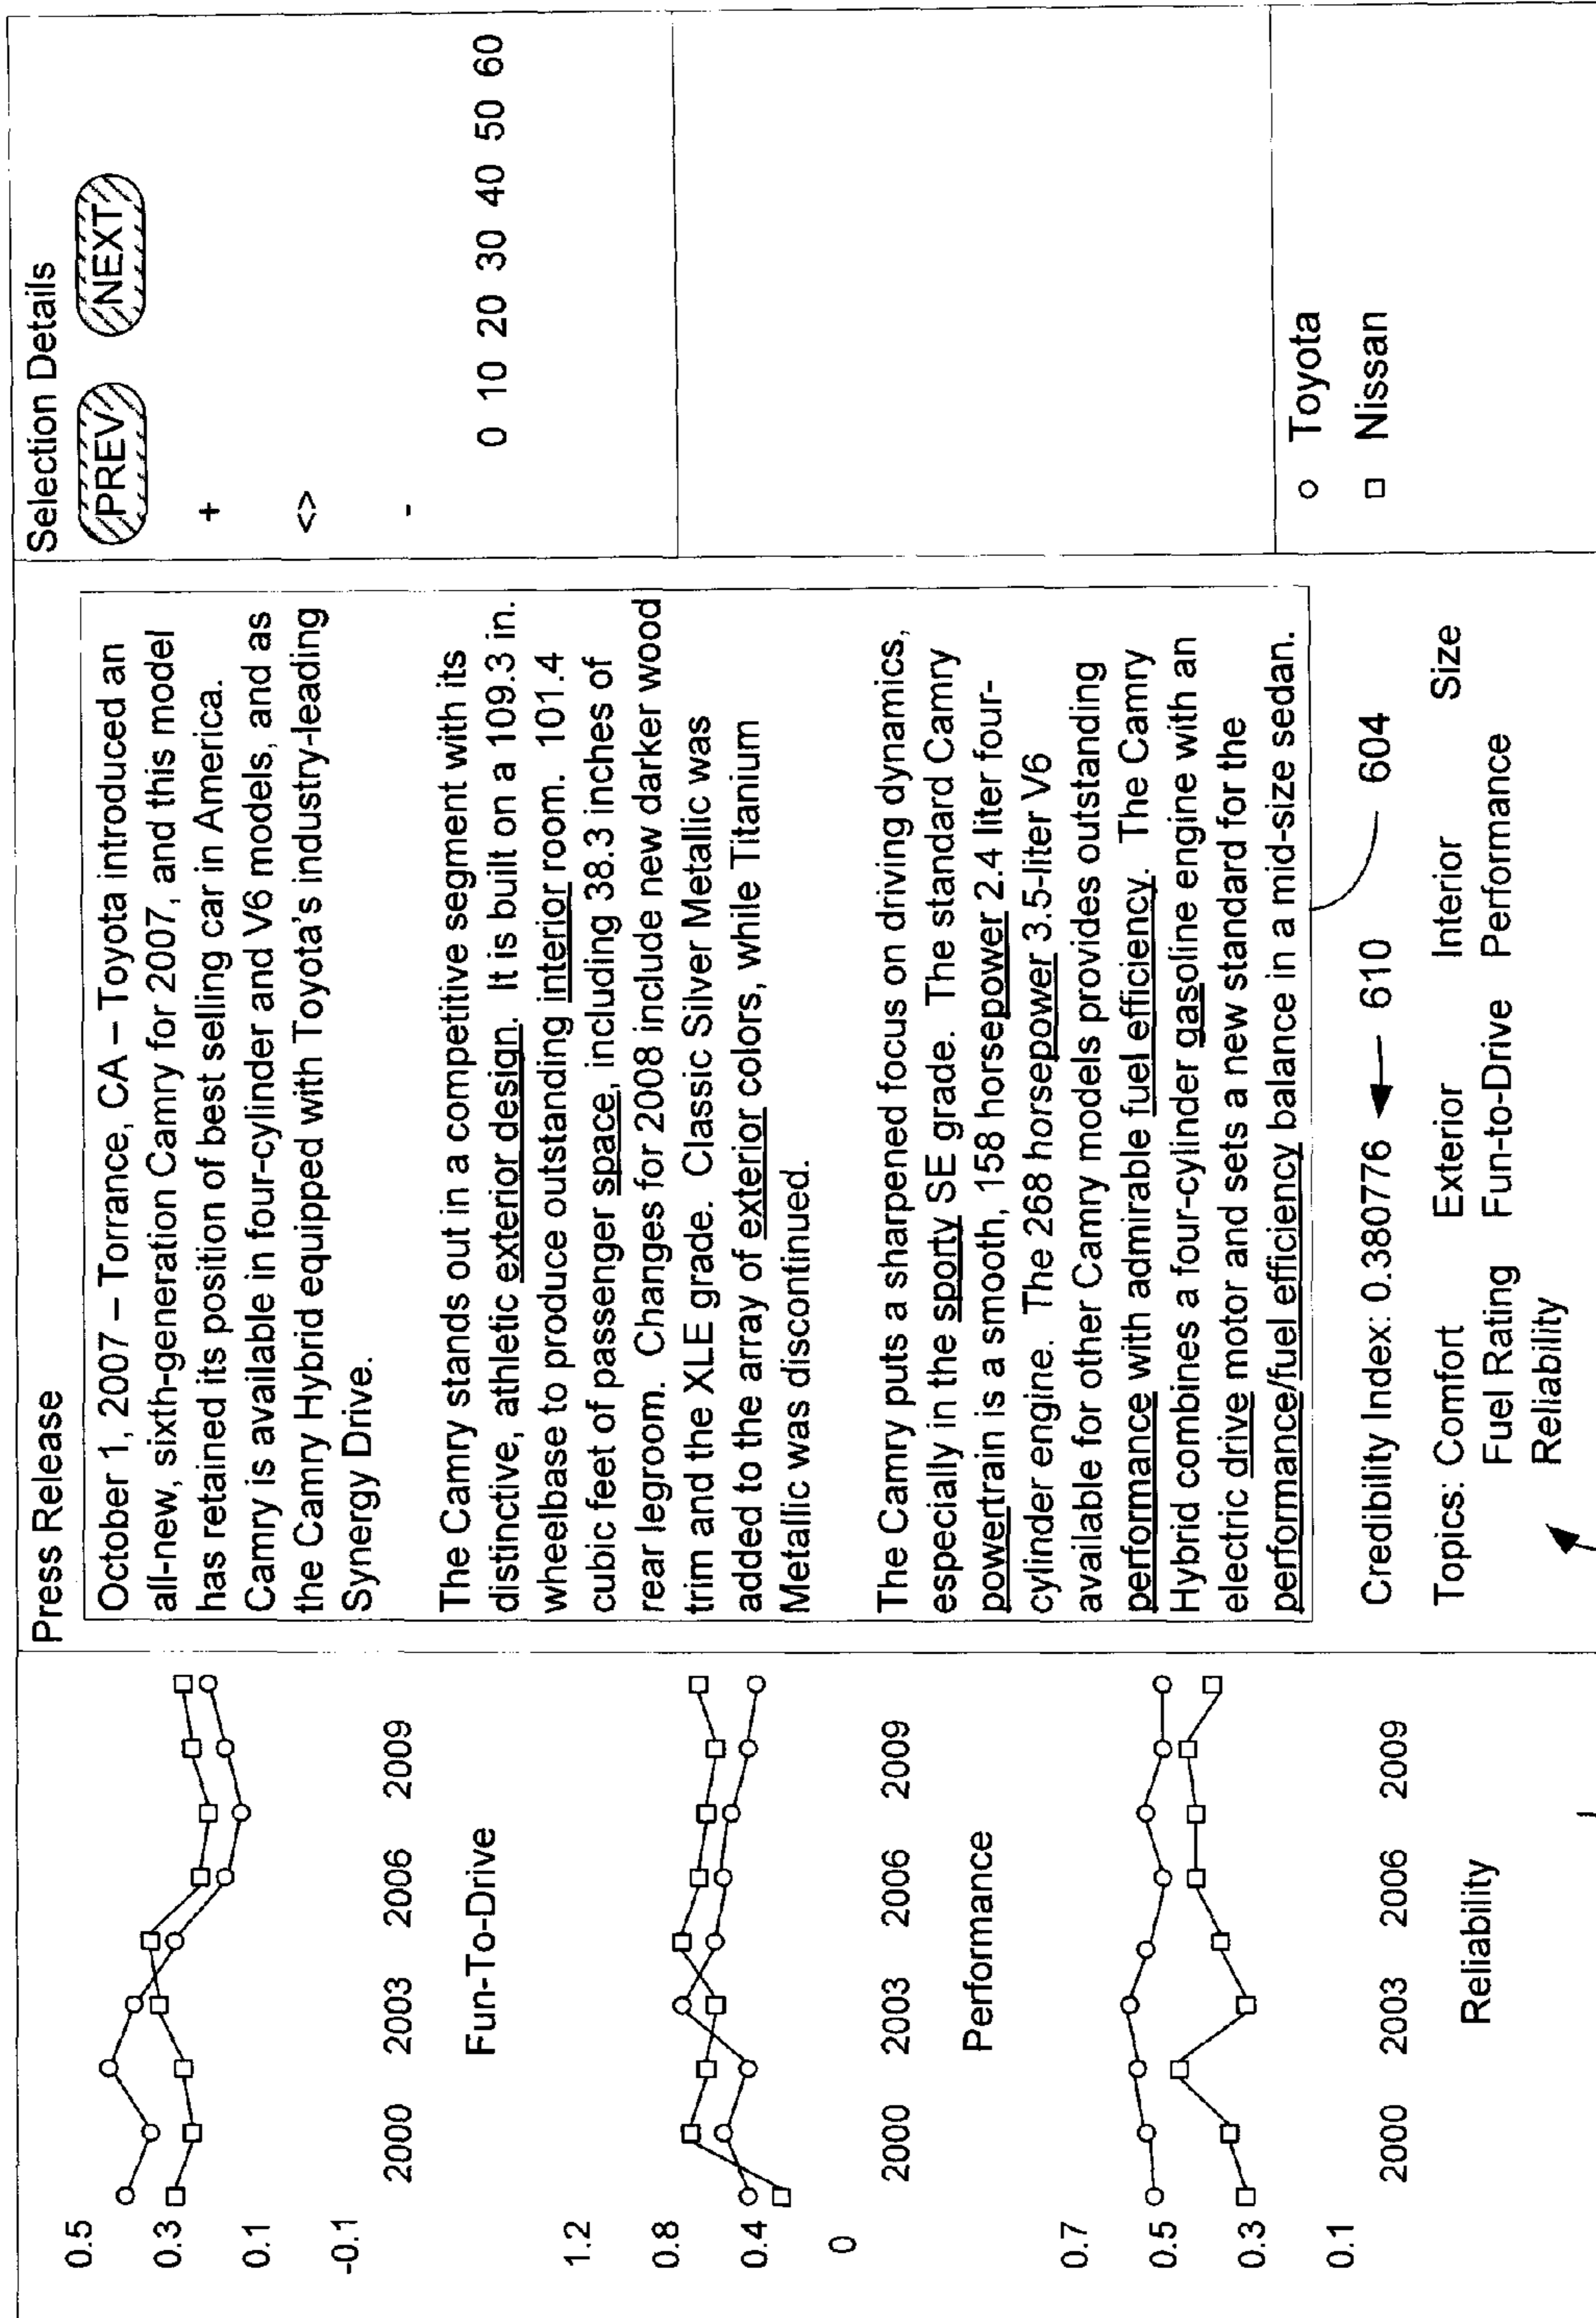 0.5
0.3
0.1
-0.1
2000 2003 2006 2009
Fun-To-Drive
1.2
0.8
0.4
0
2000 2003 2006 2009
Performance
0.7
0.5
0.3
0.1
2000 2003 2006 2009
Reliability
Press Release
October 1, 2007 – Torrance, CA – Toyota introduced an
all-new, sixth-generation Camry for 2007, and this model
has retained its position of best selling car in America.
Camry is available in four-cylinder and V6 models, and as
the Camry Hybrid equipped with Toyota's industry-leading
Synergy Drive.
The Camry stands out in a competitive segment with its
distinctive, athletic exterior design. It is built on a 109.3 in.
wheelbase to produce outstanding interior room. 101.4
cubic feet of passenger space, including 38.3 inches of
rear legroom. Changes for 2008 include new darker wood
trim and the XLE grade. Classic Silver Metallic was
added to the array of exterior colors, while Titanium
Metallic was discontinued.
The Camry puts a sharpened focus on driving dynamics,
especially in the sporty SE grade. The standard Camry
powertrain is a smooth, 158 horsepower 2.4 liter four-
cylinder engine. The 268 horsepower 3.5-liter V6
available for other Camry models provides outstanding
performance with admirable fuel efficiency. The Camry
Hybrid combines a four-cylinder gasoline engine with an
electric drive motor and sets a new standard for the
performance/fuel efficiency balance in a mid-size sedan.
Credibility Index: 0.380776 610 604
Topics: Comfort Exterior Interior Size
Fuel Rating Fun-to-Drive Performance
Reliability
Selection Details
PREV NEXT
+
<>
-
0 10 20 30 40 50 60
Toyota
Nissan